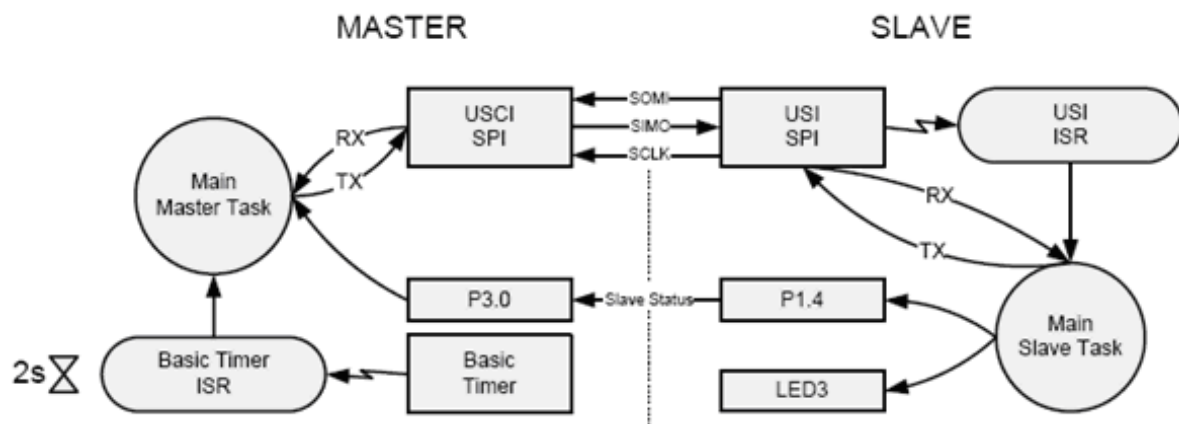 MASTER
SLAVE
USCI
SPI
SOMI
SIMO
SCLK
USI
SPI
USI
ISR
RX
TX
Main
Master Task
RX
TX
P3.0
Slave Status
P1.4
Main
Slave Task
2s
Basic Timer
ISR
Basic
Timer
LED3